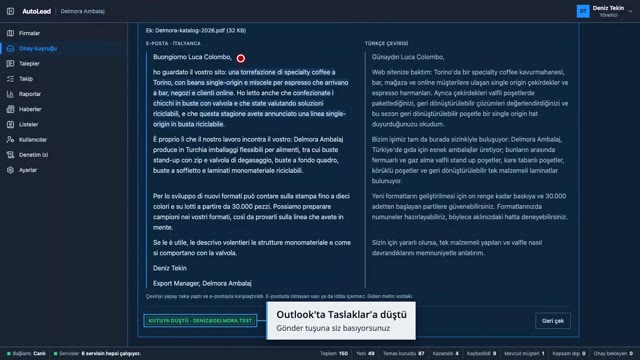 AutoLead
Delmora Ambalaj
DT
Deniz Tekin
Yönetici
Firmalar
Onay kuyruğu
Talepler
Takip
Raporlar
Haberler
Listeler
Kullanıcılar
Denetim izi
Ayarlar
Ek: Delmora-katalog-2026.pdf (32 KB)
E-POSTA · İTALYANCA
Buongiorno Luca Colombo,
ho guardato il vostro sito: una torrefazione di specialty coffee a
Torino, con beans single-origin e miscele per espresso che arrivano
a bar, negozi e clienti online. Ho letto anche che confezionate i
chicchi in buste con valvola e che state valutando soluzioni
riciclabili, e che questa stagione avete annunciato una linea single-
origin in busta riciclabile.
È proprio lì che il nostro lavoro incontra il vostro: Delmora Ambalaj
produce in Turchia imballaggi flessibili per alimenti, tra cui buste
stand-up con zip e valvola di degasaggio, buste a fondo quadro,
buste a soffietto e laminati monomateriale riciclabili.
Per lo sviluppo di nuovi formati può contare sulla stampa fino a dieci
colori e su lotti a partire da 30.000 pezzi. Possiamo preparare
campioni nei vostri formati, così da provarli sulla linea che avete in
mente.
Se le è utile, le descrivo volentieri le strutture monomateriale e come
si comportano con la valvola.
Deniz Tekin
Export Manager, Delmora Ambalaj
TÜRKÇE ÇEVİRİSİ
Günaydın Luca Colombo,
Web sitenize baktım: Torino'da bir specialty coffee kavurmahanesi,
bar, mağaza ve online müşterilere ulaşan single origin çekirdekler ve
espresso harmanları. Ayrıca çekirdekleri valfli poşetlerde
paketlediğinizi, geri dönüştürülebilir çözümleri değerlendirdiğinizi ve
bu sezon geri dönüştürülebilir poşette bir single origin hat
duyurduğunuzu okudum.
Bizim işimiz tam da burada sizinkiyle buluşuyor: Delmora Ambalaj,
Türkiye'de gıda için esnek ambalajlar üretiyor; bunların arasında
fermuarlı ve gaz alma valfli stand up poşetler, kare tabanlı poşetler,
körüklü poşetler ve geri dönüştürülebilir tek malzemeli laminatlar
bulunuyor.
Yeni formatların geliştirilmesi için on renge kadar baskıya ve 30.000
adetten başlayan partilere güvenebilirsiniz. Formatlarınızda
numuneler hazırlayabiliriz, böylece aklınızdaki hatta deneyebilirsiniz.
Sizin için yararlı olursa, tek malzemeli yapıları ve valfle nasıl
davrandıklarını memnuniyetle anlatırım.
Çeviriyi yapay zeka yaptı ve e-postayla karşılaştırıldı. E-postada olmayan sayı ya da iddia içermez. Giden metin soldaki.
KUTUYA DÜŞTÜ · DENIZ@DELMORA.TEST
Outlook'ta Taslaklar'a düştü
Gönder tuşuna siz basıyorsunuz
Geri çek
Bağlantı Canlı
Servisler 6 servisin hepsi çalışıyor.
Toplam 150
Yeni 49
Temas kuruldu 87
Kazanıldı 4
Kaybedildi 9
Mevcut müşteri 1
Kapsam dışı 0
Onay bekleyen 0